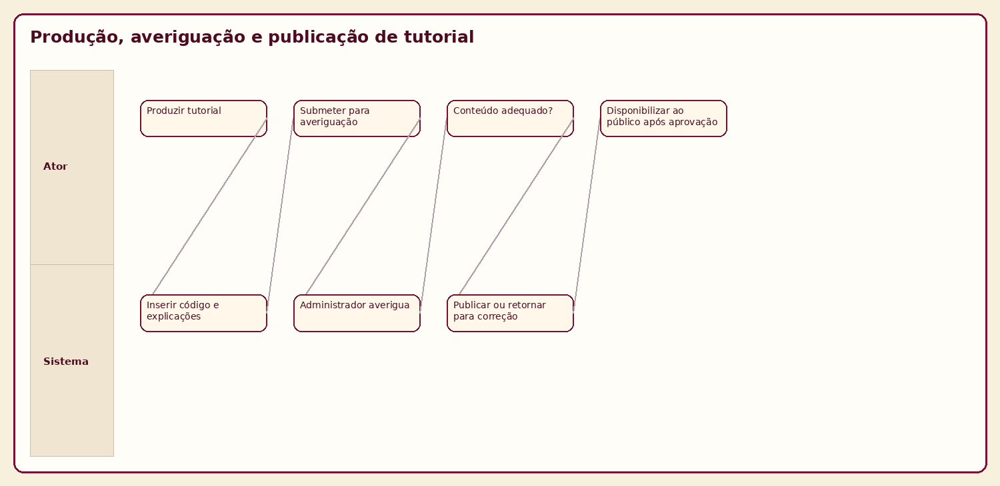 Produção, averiguação e publicação de tutorial
Ator
Produzir tutorial
Submeter para
averiguação
Conteúdo adequado?
Disponibilizar ao
público após aprovação
Sistema
Inserir código e
explicações
Administrador averigua
Publicar ou retornar
para correção